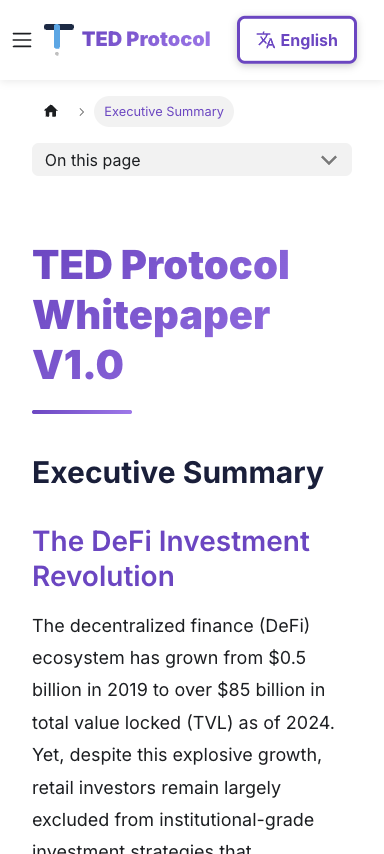 TED Protocol
English
Executive Summary
On this page
TED Protocol
Whitepaper
V1.0
Executive Summary
The DeFi Investment
Revolution
The decentralized finance (DeFi)
ecosystem has grown from $0.5
billion in 2019 to over $85 billion in
total value locked (TVL) as of 2024.
Yet, despite this explosive growth,
retail investors remain largely
excluded from institutional-grade
investment strategies that